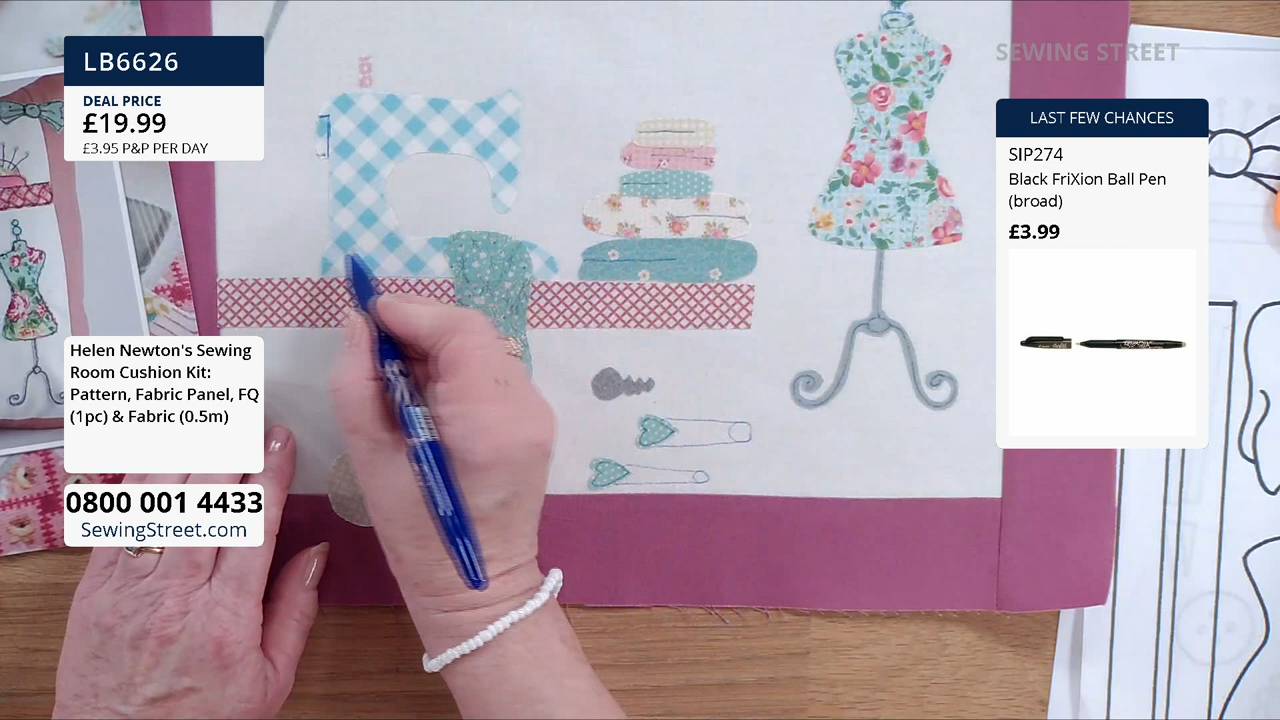 LB6626
DEAL PRICE
£19.99
£3.95 P&P PER DAY
Helen Newton's Sewing
Room Cushion Kit:
Pattern, Fabric Panel, FQ
(1pc) & Fabric (0.5m)
0800 001 4433
SewingStreet.com
SEWING STREET
LAST FEW CHANCES
SIP274
Black FriXion Ball Pen
(broad)
£3.99